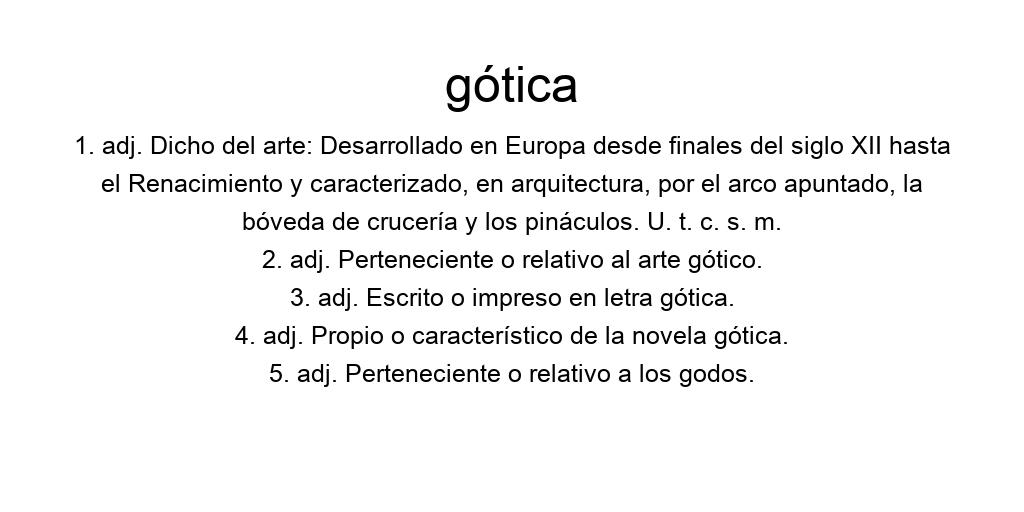 gótica
1. adj. Dicho del arte: Desarrollado en Europa desde finales del siglo XII hasta
el Renacimiento y caracterizado, en arquitectura, por el arco apuntado, la
bóveda de crucería y los pináculos. U. t. c. s. m.
2. adj. Perteneciente o relativo al arte gótico.
3. adj. Escrito o impreso en letra gótica.
4. adj. Propio o característico de la novela gótica.
5. adj. Perteneciente o relativo a los godos.